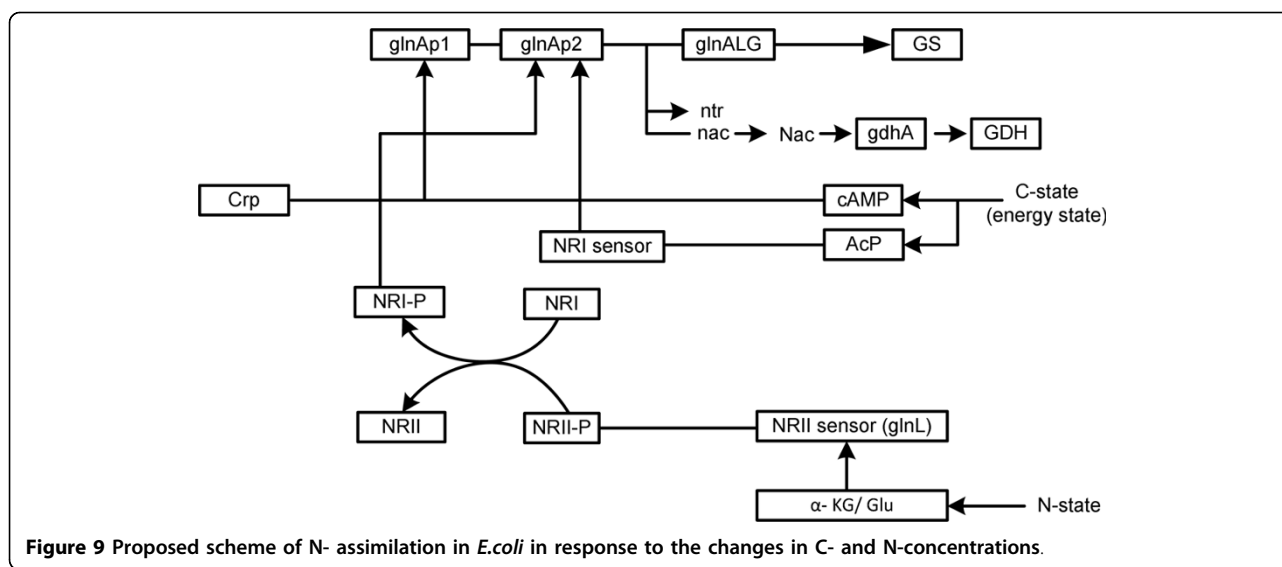 glnAp1
glnAp2
glnALG
GS
ntr
nac
Nac
gdhA
GDH
Crp
cAMP
C-state
(energy state)
NRI sensor
AcP
NRI-P
NRI
NRII
NRII-P
NRII sensor (glnL)
α- KG/ Glu
N-state
Figure 9 Proposed scheme of N- assimilation in E.coli in response to the changes in C- and N-concentrations.